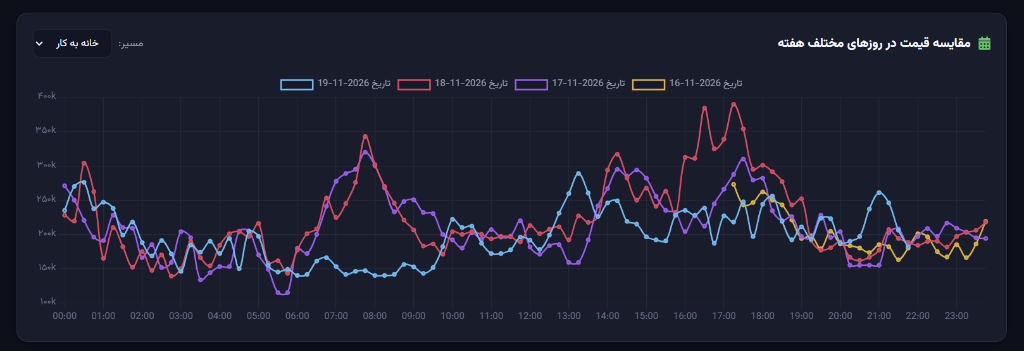 مقایسه قیمت در روزهای مختلف هفته
مسیر: خانه به کار
تاریخ 2026-11-16 تاریخ 2026-11-17 تاریخ 2026-11-18 تاریخ 2026-11-19
۴۰۰k
۳۵۰k
۳۰۰k
۲۵۰k
۲۰۰k
۱۵۰k
۱۰۰k
00:00 01:00 02:00 03:00 04:00 05:00 06:00 07:00 08:00 09:00 10:00 11:00 12:00 13:00 14:00 15:00 16:00 17:00 18:00 19:00 20:00 21:00 22:00 23:00